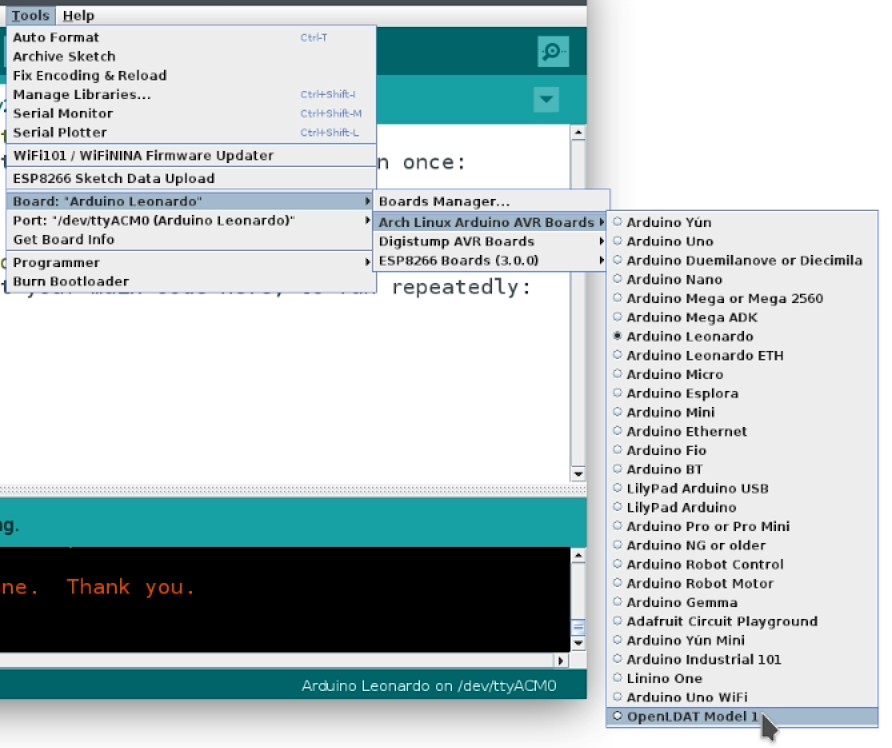 Tools Help
Auto Format Ctrl-T
Archive Sketch
Fix Encoding & Reload
Manage Libraries... Ctrl+Shift-I
Serial Monitor Ctrl+Shift-M
Serial Plotter Ctrl+Shift-L
WiFi101 / WiFiNINA Firmware Updater
n once:
ESP8266 Sketch Data Upload
Board: "Arduino Leonardo"
Port: "/dev/ttyACM0 (Arduino Leonardo)"
Get Board Info
Programmer
Burn Bootloader
repeatedly:
Boards Manager...
Arch Linux Arduino AVR Boards
Digistump AVR Boards
ESP8266 Boards (3.0.0)
Arduino Yún
Arduino Uno
Arduino Duemilanove or Diecimila
Arduino Nano
Arduino Mega or Mega 2560
Arduino Mega ADK
Arduino Leonardo
Arduino Leonardo ETH
Arduino Micro
Arduino Esplora
Arduino Mini
Arduino Ethernet
Arduino Fio
Arduino BT
LilyPad Arduino USB
LilyPad Arduino
Arduino Pro or Pro Mini
Arduino NG or older
Arduino Robot Control
Arduino Robot Motor
Arduino Gemma
Adafruit Circuit Playground
Arduino Yún Mini
Arduino Industrial 101
Linino One
Arduino Uno WiFi
OpenLDAT Model 1
ng.
ne. Thank you.
Arduino Leonardo on /dev/ttyACM0